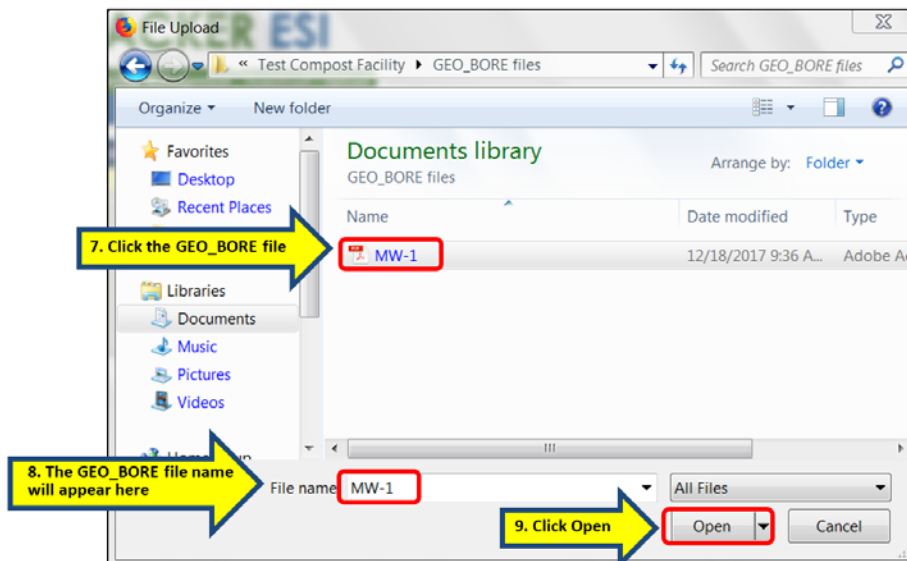 File Upload
ACKER ESI
« Test Compost Facility ▸ GEO_BORE files
Search GEO_BORE files
Organize
New folder
Favorites
Desktop
Recent Places
Documents library
GEO_BORE files
Arrange by: Folder
Name
Date modified
Type
7. Click the GEO_BORE file
MW-1
12/18/2017 9:36 A...
Adobe A
Libraries
Documents
Music
Pictures
Videos
8. The GEO_BORE file name
will appear here
File name
MW-1
All Files
9. Click Open
Open
Cancel